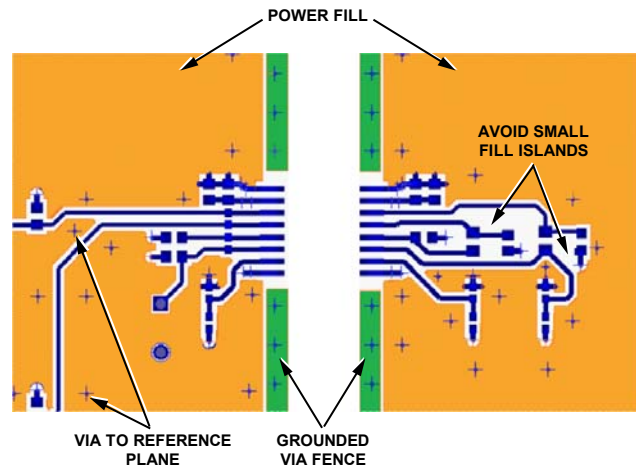 POWER FILL
AVOID SMALL
FILL ISLANDS
VIA TO REFERENCE
PLANE
GROUNDED
VIA FENCE